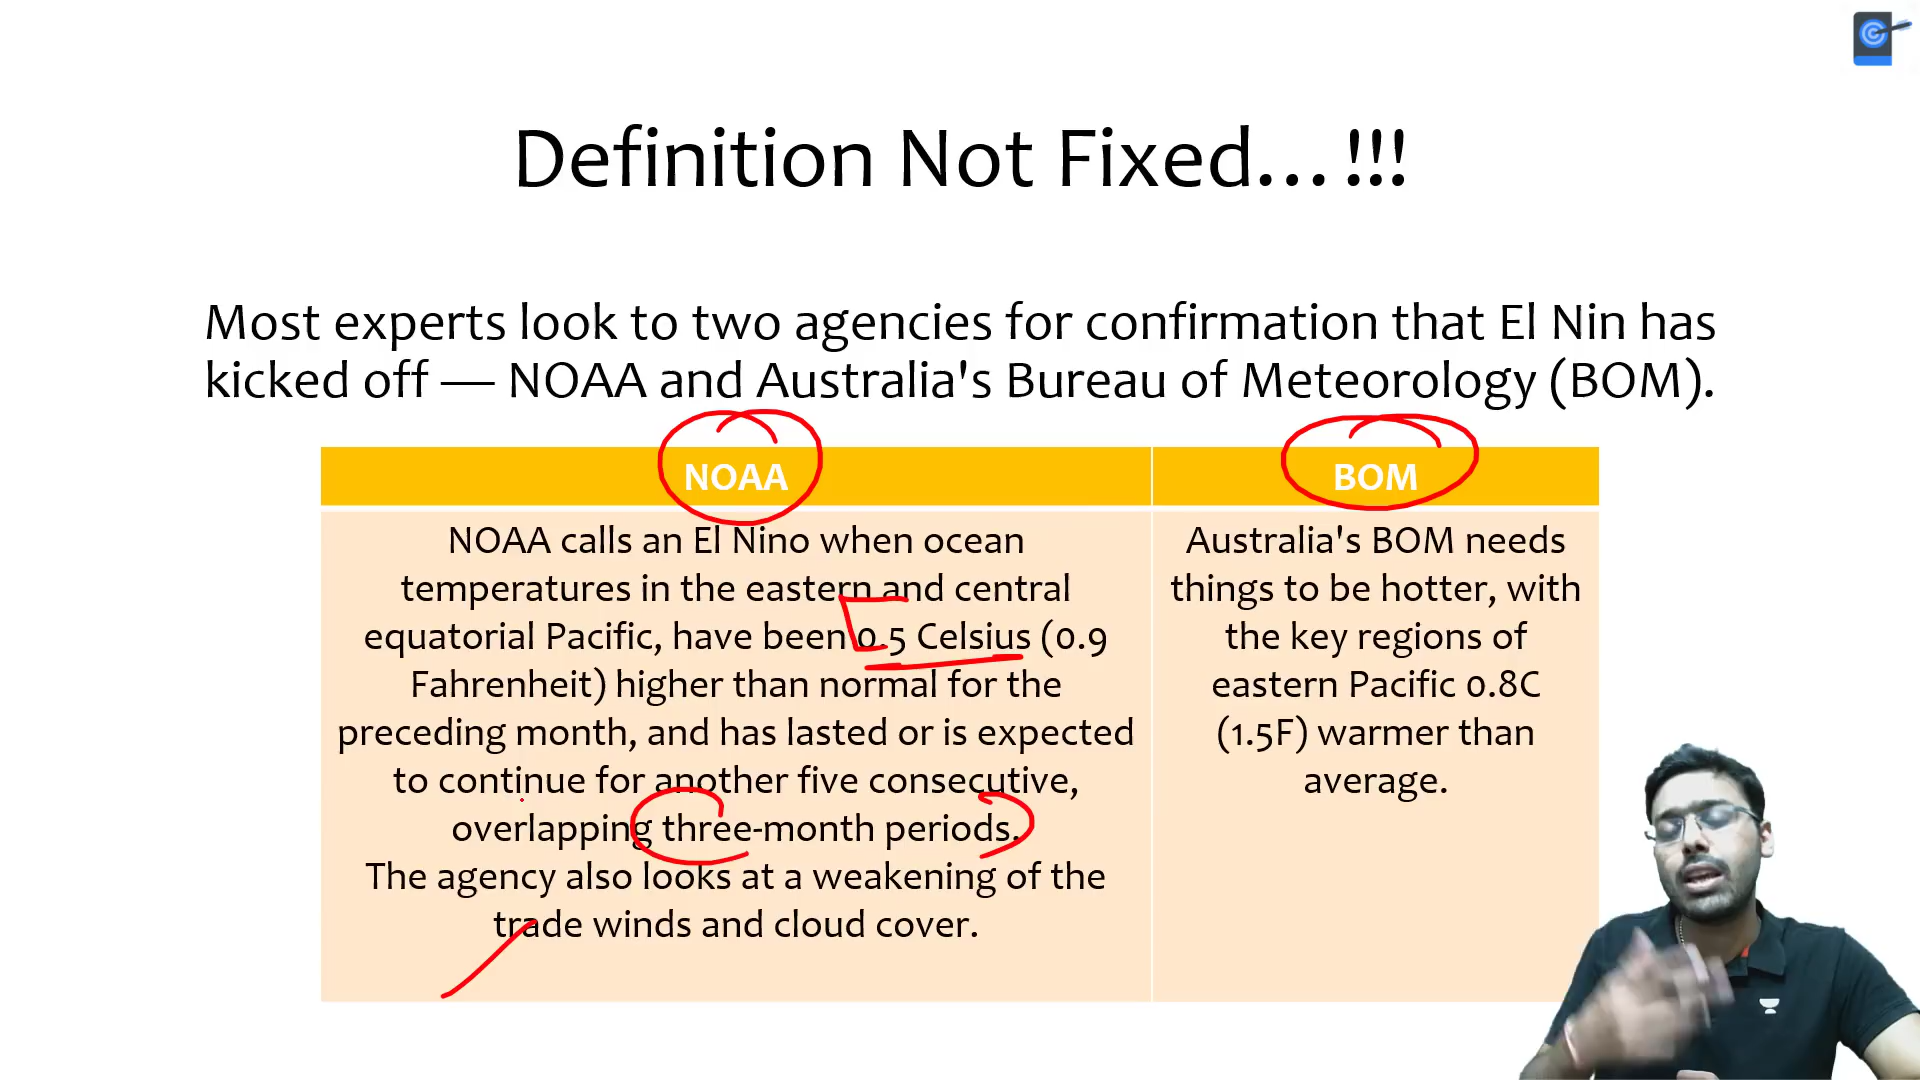 Definition Not Fixed...!!!
Most experts look to two agencies for confirmation that El Nin has
kicked off — NOAA and Australia's Bureau of Meteorology (BOM).
NOAA
NOAA calls an El Nino when ocean
temperatures in the eastern and central
equatorial Pacific, have been 0.5 Celsius (0.9
Fahrenheit) higher than normal for the
preceding month, and has lasted or is expected
to continue for another five consecutive,
overlapping three-month periods.
The agency also looks at a weakening of the
trade winds and cloud cover.
BOM
Australia's BOM needs
things to be hotter, with
the key regions of
eastern Pacific 0.8C
(1.5F) warmer than
average.